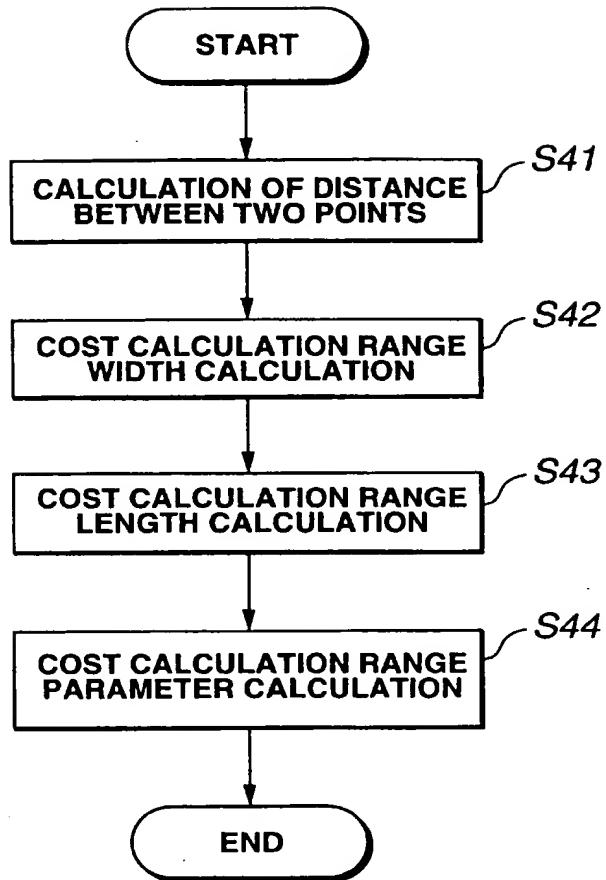 START
S41
CALCULATION OF DISTANCE
BETWEEN TWO POINTS
S42
COST CALCULATION RANGE
WIDTH CALCULATION
S43
COST CALCULATION RANGE
LENGTH CALCULATION
S44
COST CALCULATION RANGE
PARAMETER CALCULATION
END